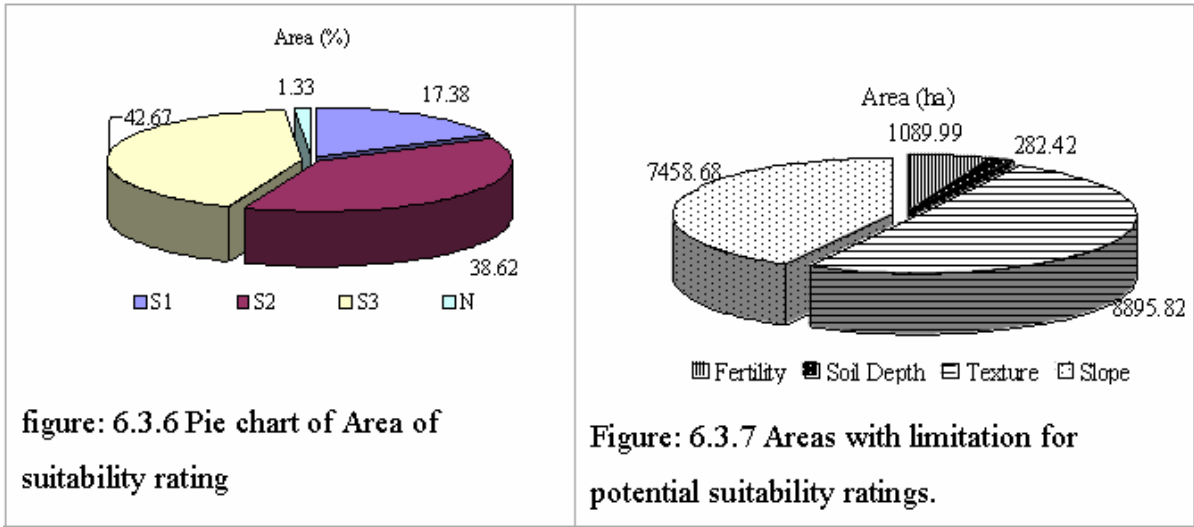 Area (%)
1.33
17.38
42.67
38.62
S1 S2 S3 N
figure: 6.3.6 Pie chart of Area of
suitability rating
Area (ha)
1089.99
282.42
7458.68
8895.82
Fertility Soil Depth Texture Slope
Figure: 6.3.7 Areas with limitation for
potential suitability ratings.